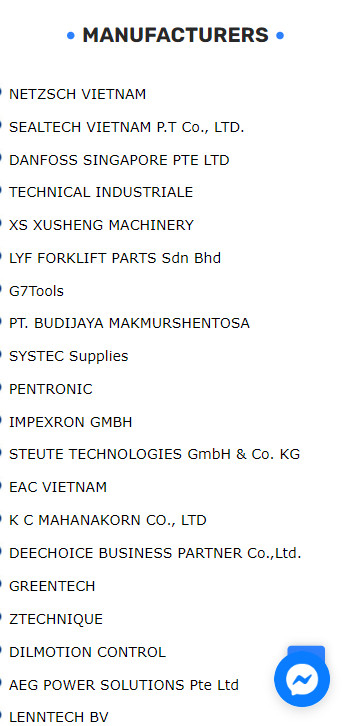 MANUFACTURERS
NETZSCH VIETNAM
SEALTECH VIETNAM P.T Co., LTD.
DANFOSS SINGAPORE PTE LTD
TECHNICAL INDUSTRIALE
XS XUSHENG MACHINERY
LYF FORKLIFT PARTS Sdn Bhd
G7Tools
PT. BUDIJAYA MAKMURSHENTOSA
SYSTEC Supplies
PENTRONIC
IMPEXRON GMBH
STEUTE TECHNOLOGIES GmbH & Co. KG
EAC VIETNAM
K C MAHANAKORN CO., LTD
DEECHOICE BUSINESS PARTNER Co.,Ltd.
GREENTECH
ZTECHNIQUE
DILMOTION CONTROL
AEG POWER SOLUTIONS Pte Ltd
LENNTECH BV